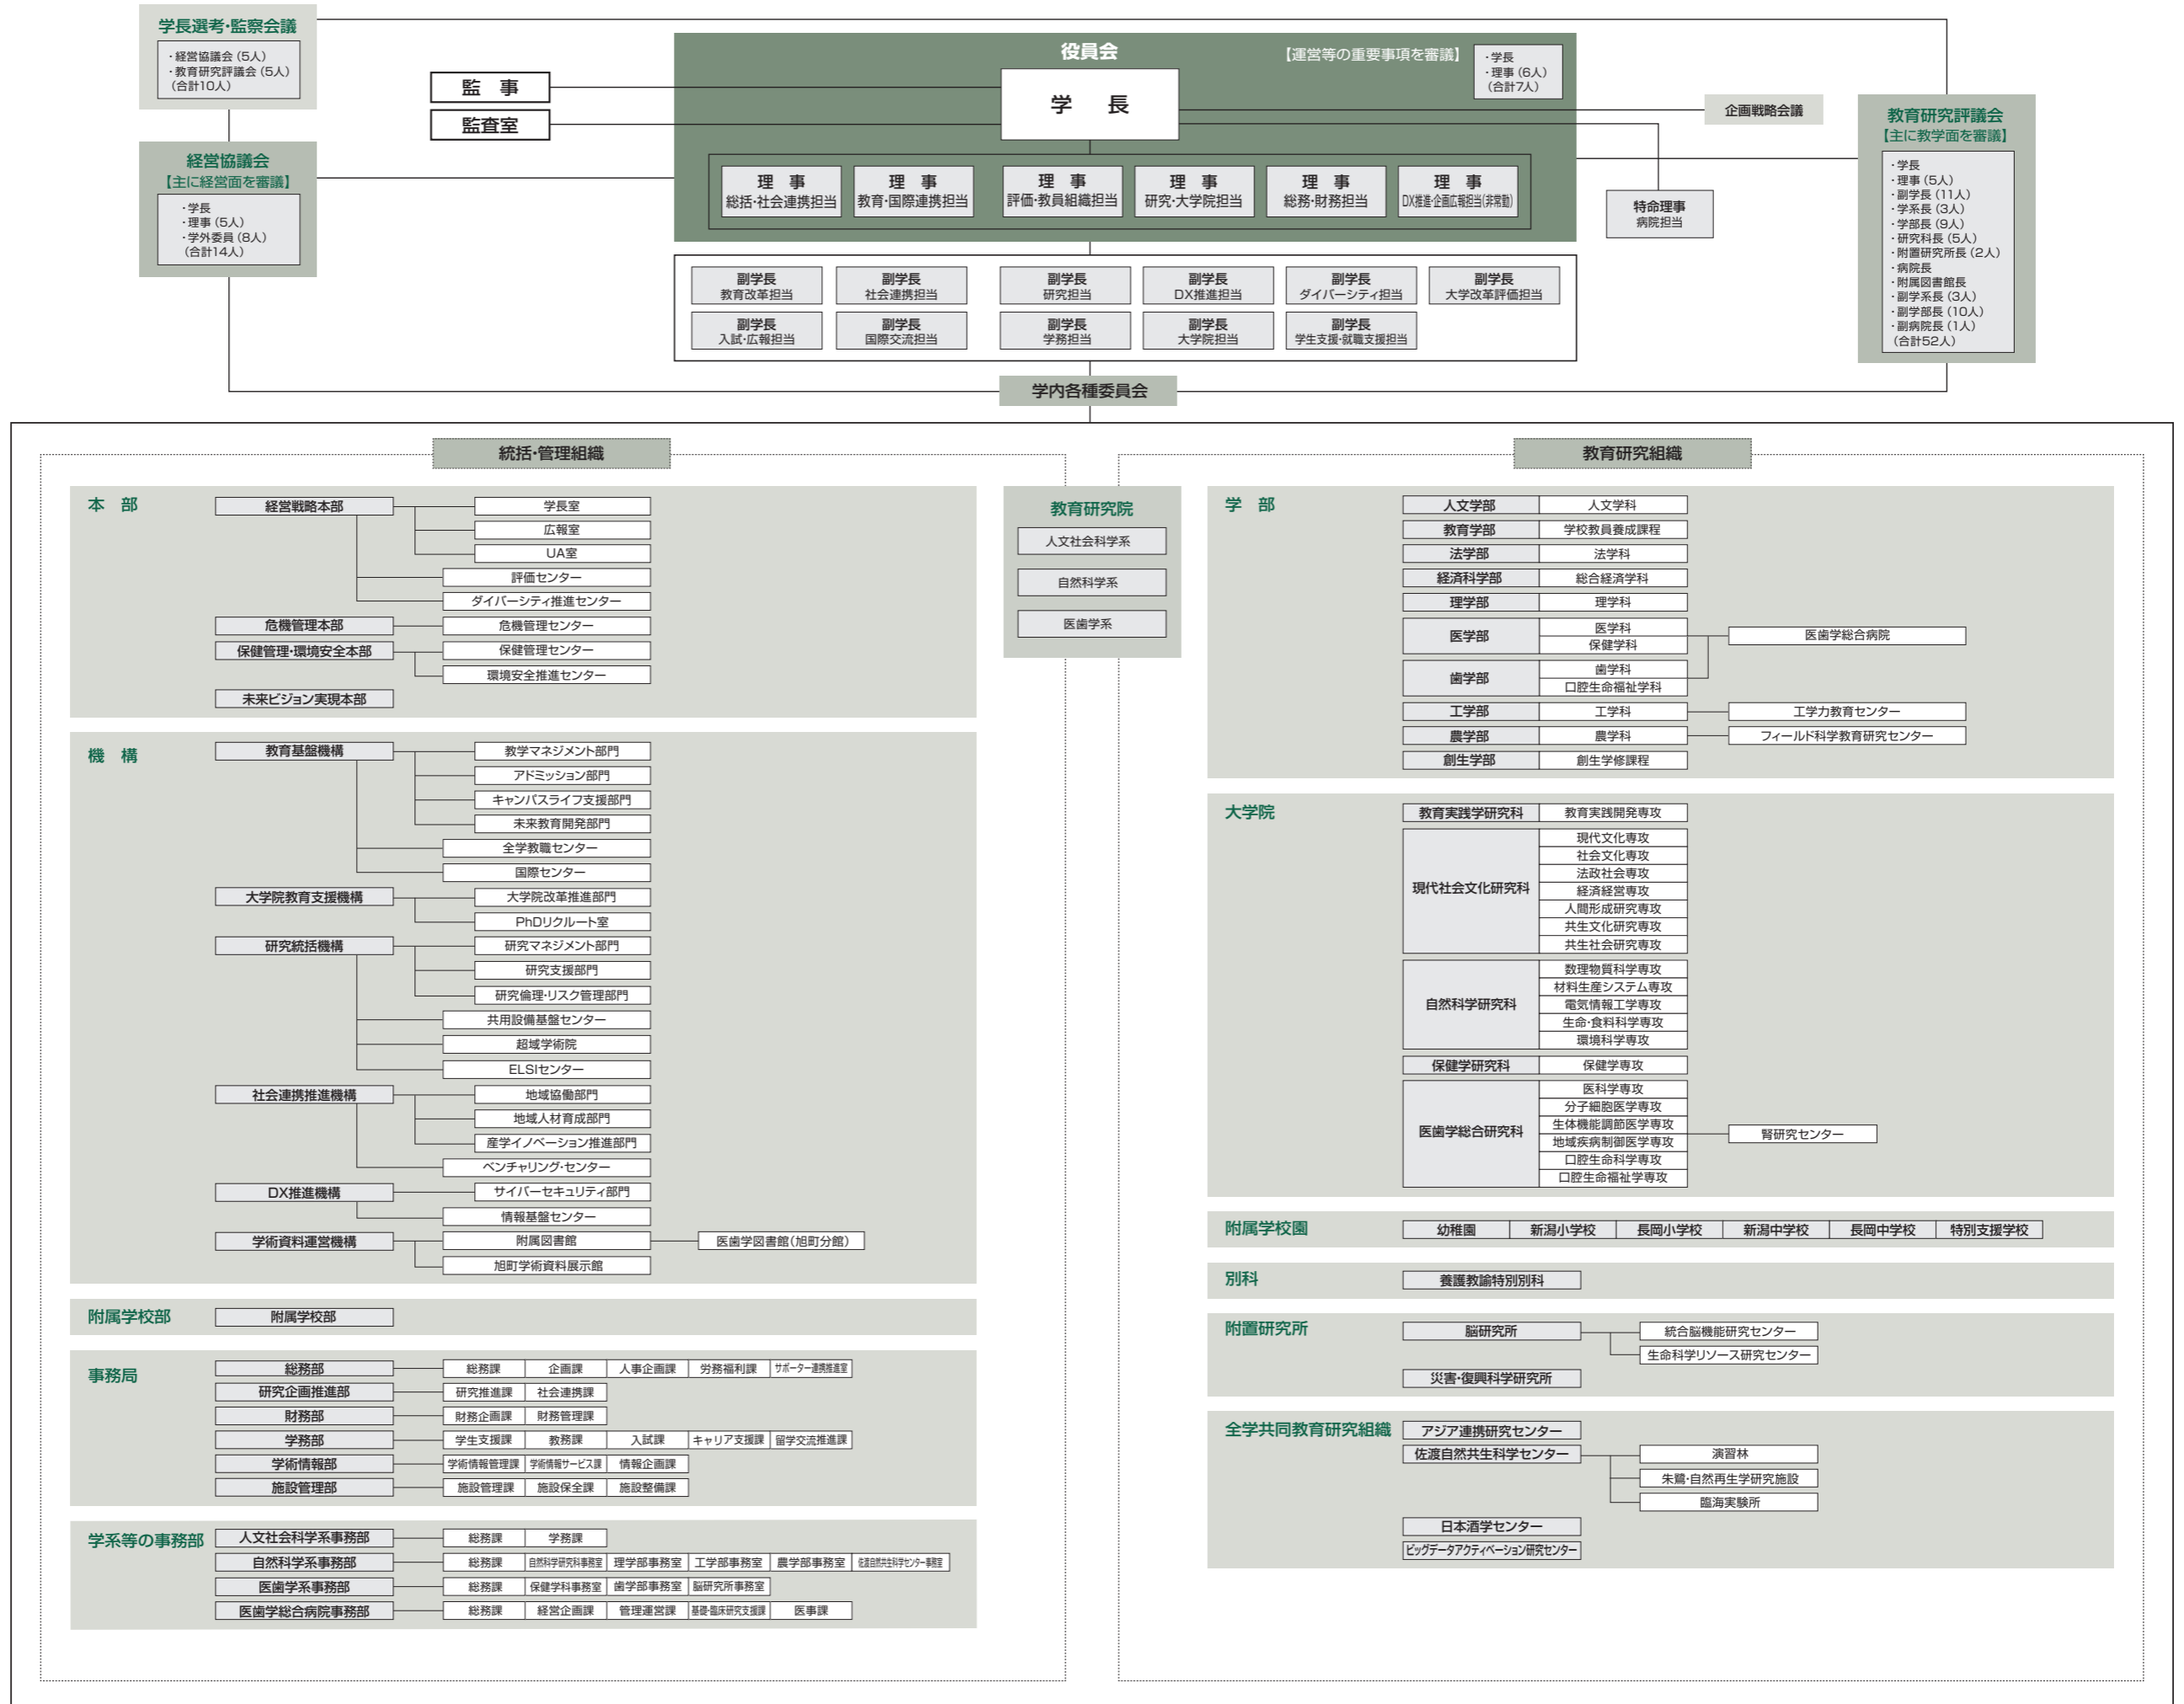 学長選考・監察会議
・経営協議会(5人)
・教育研究評議会(5人)
(合計10人)
経営協議会
【主に経営面を審議】
・学長
・理事(5人)
・学外委員(8人)
(合計14人)
監 事
監査室
役員会
【運営等の重要事項を審議】
・学長
・理事(6人)
(合計7人)
学 長
理 事
総括・社会連携担当
理 事
教育・国際連携担当
理 事
評価・教員組織担当
理 事
研究・大学院担当
理 事
総務・財務担当
理 事
DX推進・企画広報担当(非常勤)
企画戦略会議
特命理事
病院担当
教育研究評議会
【主に教学面を審議】
・学長
・理事(5人)
・副学長(11人)
・学系長(3人)
・学部長(9人)
・研究科長(5人)
・附置研究所長(2人)
・病院長
・附属図書館長
・副学系長(3人)
・副学部長(10人)
・副病院長(1人)
(合計52人)
副学長
教育改革担当
副学長
社会連携担当
副学長
研究担当
副学長
DX推進担当
副学長
ダイバーシティ担当
副学長
大学改革評価担当
副学長
入試・広報担当
副学長
国際交流担当
副学長
学務担当
副学長
大学院担当
副学長
学生支援・就職支援担当
学内各種委員会
統括・管理組織
本 部
経営戦略本部
学長室
広報室
UA室
評価センター
ダイバーシティ推進センター
危機管理本部
危機管理センター
保健管理・環境安全本部
保健管理センター
環境安全推進センター
未来ビジョン実現本部
機 構
教育基盤機構
教学マネジメント部門
アドミッション部門
キャンパスライフ支援部門
未来教育開発部門
全学教職センター
国際センター
大学院教育支援機構
大学院改革推進部門
PhDリクルート室
研究統括機構
研究マネジメント部門
研究支援部門
研究倫理・リスク管理部門
共用設備基盤センター
超域学術院
ELSIセンター
社会連携推進機構
地域協働部門
地域人材育成部門
産学イノベーション推進部門
ベンチャリング・センター
DX推進機構
サイバーセキュリティ部門
情報基盤センター
学術資料運営機構
附属図書館
医歯学図書館(旭町分館)
旭町学術資料展示館
附属学校部
附属学校部
事務局
総務部
総務課 企画課 人事企画課 労務福利課 サポーター連携推進室
研究企画推進部
研究推進課 社会連携課
財務部
財務企画課 財務管理課
学務部
学生支援課 教務課 入試課 キャリア支援課 留学交流推進課
学術情報部
学術情報管理課 学術情報サービス課 情報企画課
施設管理部
施設管理課 施設保全課 施設整備課
学系等の事務部
人文社会科学系事務部
総務課 学務課
自然科学系事務部
総務課 自然科学研究科事務室 理学部事務室 工学部事務室 農学部事務室 佐渡自然共生科学センター事務室
医歯学系事務部
総務課 保健学科事務室 歯学部事務室 脳研究所事務室
医歯学総合病院事務部
総務課 経営企画課 管理運営課 基礎・臨床研究支援課 医事課
教育研究院
人文社会科学系
自然科学系
医歯学系
教育研究組織
学 部
人文学部 人文学科
教育学部 学校教員養成課程
法学部 法学科
経済科学部 総合経済学科
理学部 理学科
医学部
医学科
保健学科
医歯学総合病院
歯学部
歯学科
口腔生命福祉学科
工学部 工学科 工学力教育センター
農学部 農学科 フィールド科学教育研究センター
創生学部 創生学修課程
大学院
教育実践学研究科 教育実践開発専攻
現代社会文化研究科
現代文化専攻
社会文化専攻
法政社会専攻
経済経営専攻
人間形成研究専攻
共生文化研究専攻
共生社会研究専攻
自然科学研究科
数理物質科学専攻
材料生産システム専攻
電気情報工学専攻
生命・食料科学専攻
環境科学専攻
保健学研究科 保健学専攻
医歯学総合研究科
医科学専攻
分子細胞医学専攻
生体機能調節医学専攻
地域疾病制御医学専攻
口腔生命科学専攻
口腔生命福祉学専攻
腎研究センター
附属学校園
幼稚園 新潟小学校 長岡小学校 新潟中学校 長岡中学校 特別支援学校
別科
養護教諭特別別科
附置研究所
脳研究所
統合脳機能研究センター
生命科学リソース研究センター
災害・復興科学研究所
全学共同教育研究組織
アジア連携研究センター
佐渡自然共生科学センター
演習林
朱鷺・自然再生学研究施設
臨海実験所
日本酒学センター
ビッグデータアクティベーション研究センター